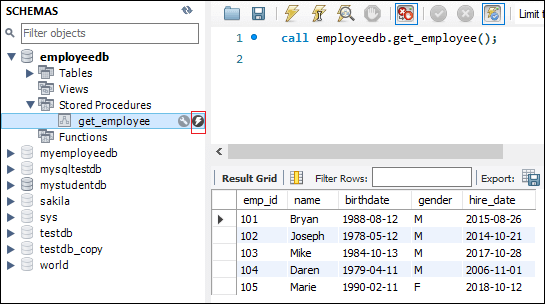 SCHEMAS
Filter objects
employeedb
Tables
Views
Stored Procedures
get_employee
Functions
myemployeedb
mysqltestdb
mystudentdb
sakila
sys
testdb
testdb_copy
world
Limit t
1 call employeedb.get_employee();
2
Result Grid Filter Rows: Export:
emp_id name birthdate gender hire_date
101 Bryan 1988-08-12 M 2015-08-26
102 Joseph 1978-05-12 M 2014-10-21
103 Mike 1984-10-13 M 2017-10-28
104 Daren 1979-04-11 M 2006-11-01
105 Marie 1990-02-11 F 2018-10-12